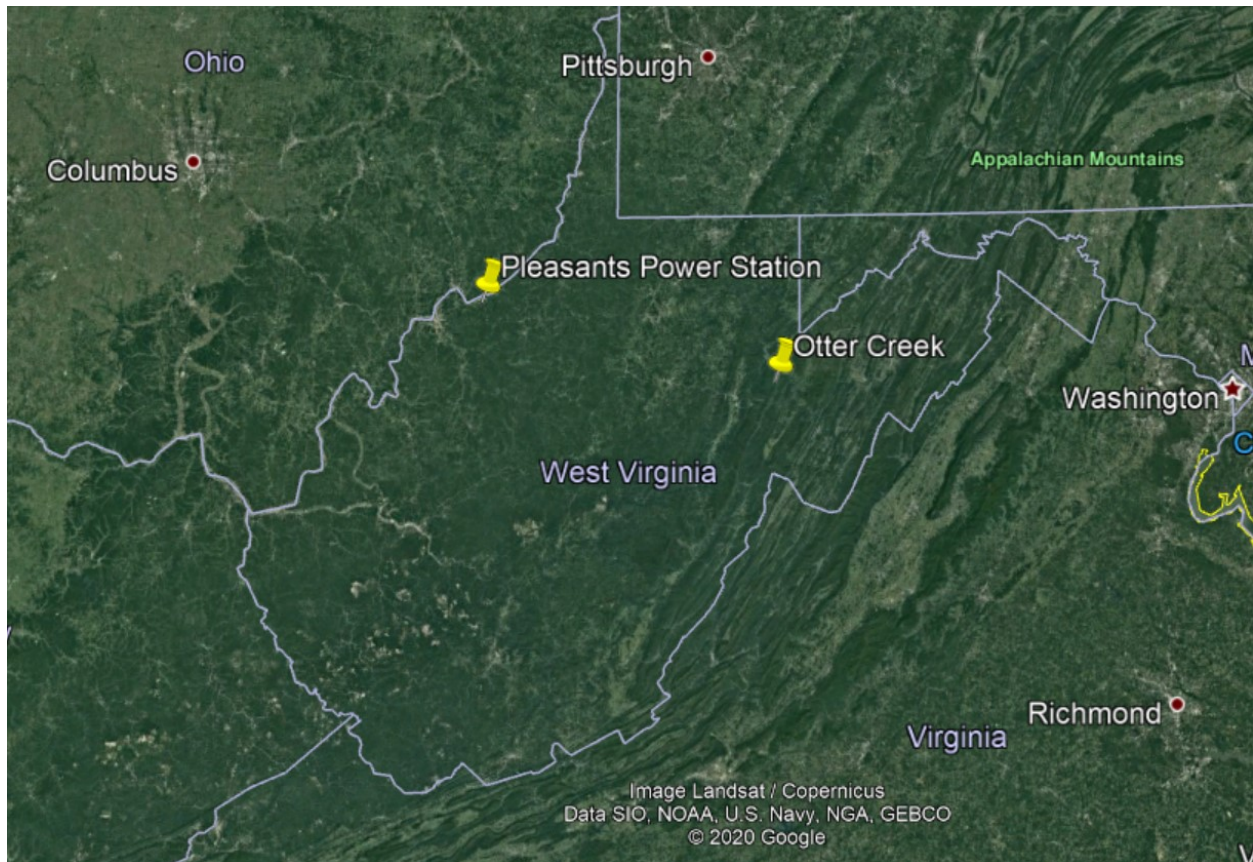 Ohio
Pittsburgh
Columbus
Appalachian Mountains
Pleasants Power Station
Otter Creek
Washington
West Virginia
Richmond
Virginia
Image Landsat / Copernicus
Data SIO, NOAA, U.S. Navy, NGA, GEBCO
© 2020 Google